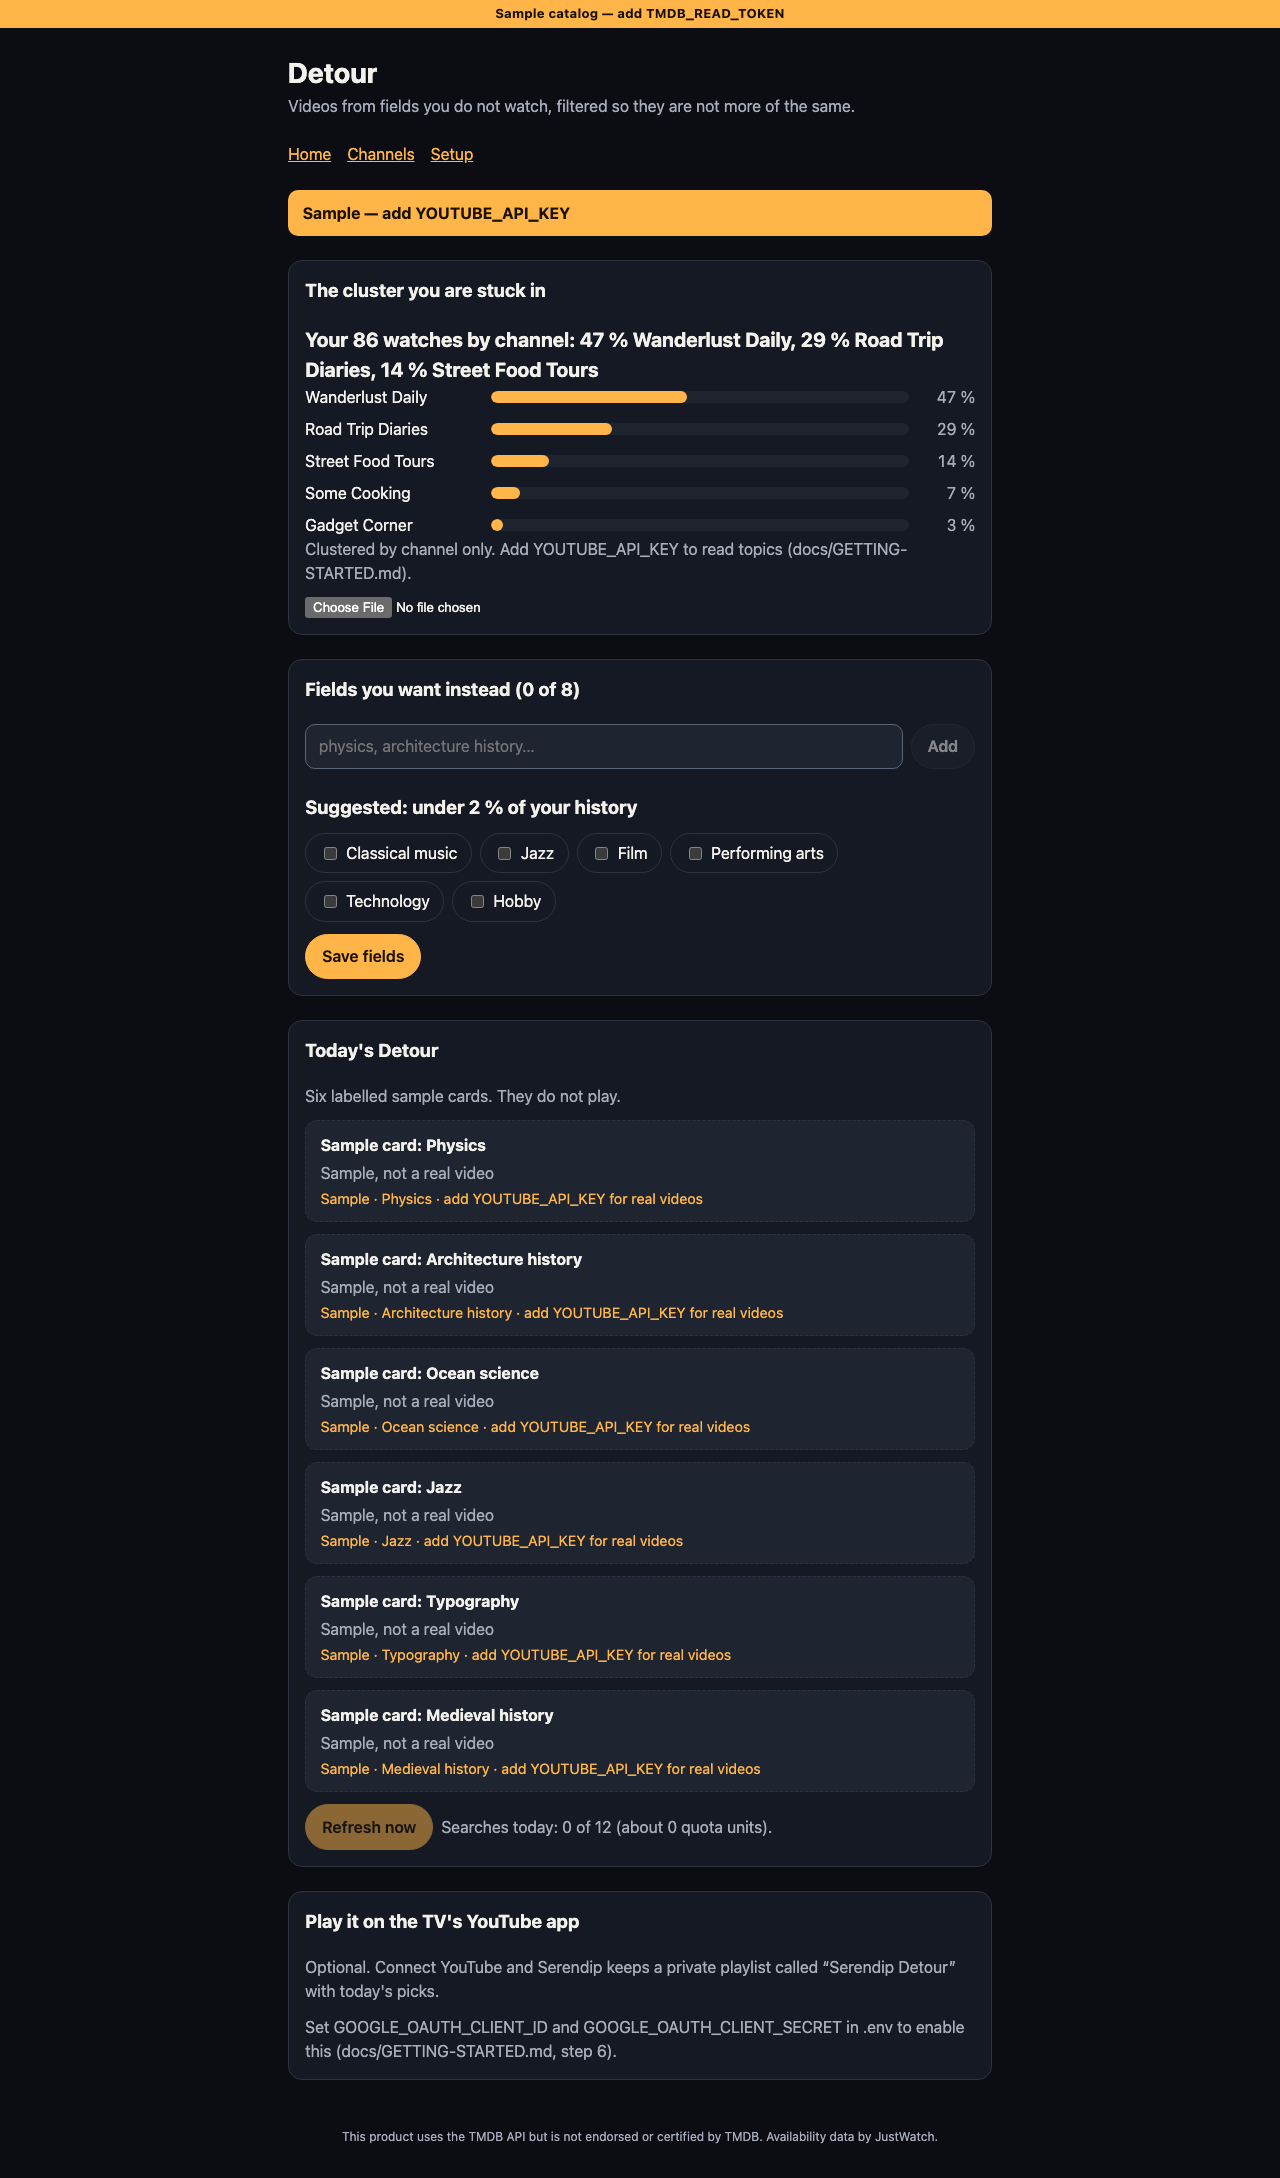 Sample catalog — add TMDB_READ_TOKEN
Detour
Videos from fields you do not watch, filtered so they are not more of the same.
Home Channels Setup
Sample — add YOUTUBE_API_KEY
The cluster you are stuck in
Your 86 watches by channel: 47 % Wanderlust Daily, 29 % Road Trip
Diaries, 14 % Street Food Tours
Wanderlust Daily 47 %
Road Trip Diaries 29 %
Street Food Tours 14 %
Some Cooking 7 %
Gadget Corner 3 %
Clustered by channel only. Add YOUTUBE_API_KEY to read topics (docs/GETTING-
STARTED.md).
Choose File No file chosen
Fields you want instead (0 of 8)
physics, architecture history... Add
Suggested: under 2 % of your history
Classical music Jazz Film Performing arts
Technology Hobby
Save fields
Today's Detour
Six labelled sample cards. They do not play.
Sample card: Physics
Sample, not a real video
Sample · Physics · add YOUTUBE_API_KEY for real videos
Sample card: Architecture history
Sample, not a real video
Sample · Architecture history · add YOUTUBE_API_KEY for real videos
Sample card: Ocean science
Sample, not a real video
Sample · Ocean science · add YOUTUBE_API_KEY for real videos
Sample card: Jazz
Sample, not a real video
Sample · Jazz · add YOUTUBE_API_KEY for real videos
Sample card: Typography
Sample, not a real video
Sample · Typography · add YOUTUBE_API_KEY for real videos
Sample card: Medieval history
Sample, not a real video
Sample · Medieval history · add YOUTUBE_API_KEY for real videos
Refresh now Searches today: 0 of 12 (about 0 quota units).
Play it on the TV's YouTube app
Optional. Connect YouTube and Serendip keeps a private playlist called “Serendip Detour”
with today's picks.
Set GOOGLE_OAUTH_CLIENT_ID and GOOGLE_OAUTH_CLIENT_SECRET in .env to enable
this (docs/GETTING-STARTED.md, step 6).
This product uses the TMDB API but is not endorsed or certified by TMDB. Availability data by JustWatch.